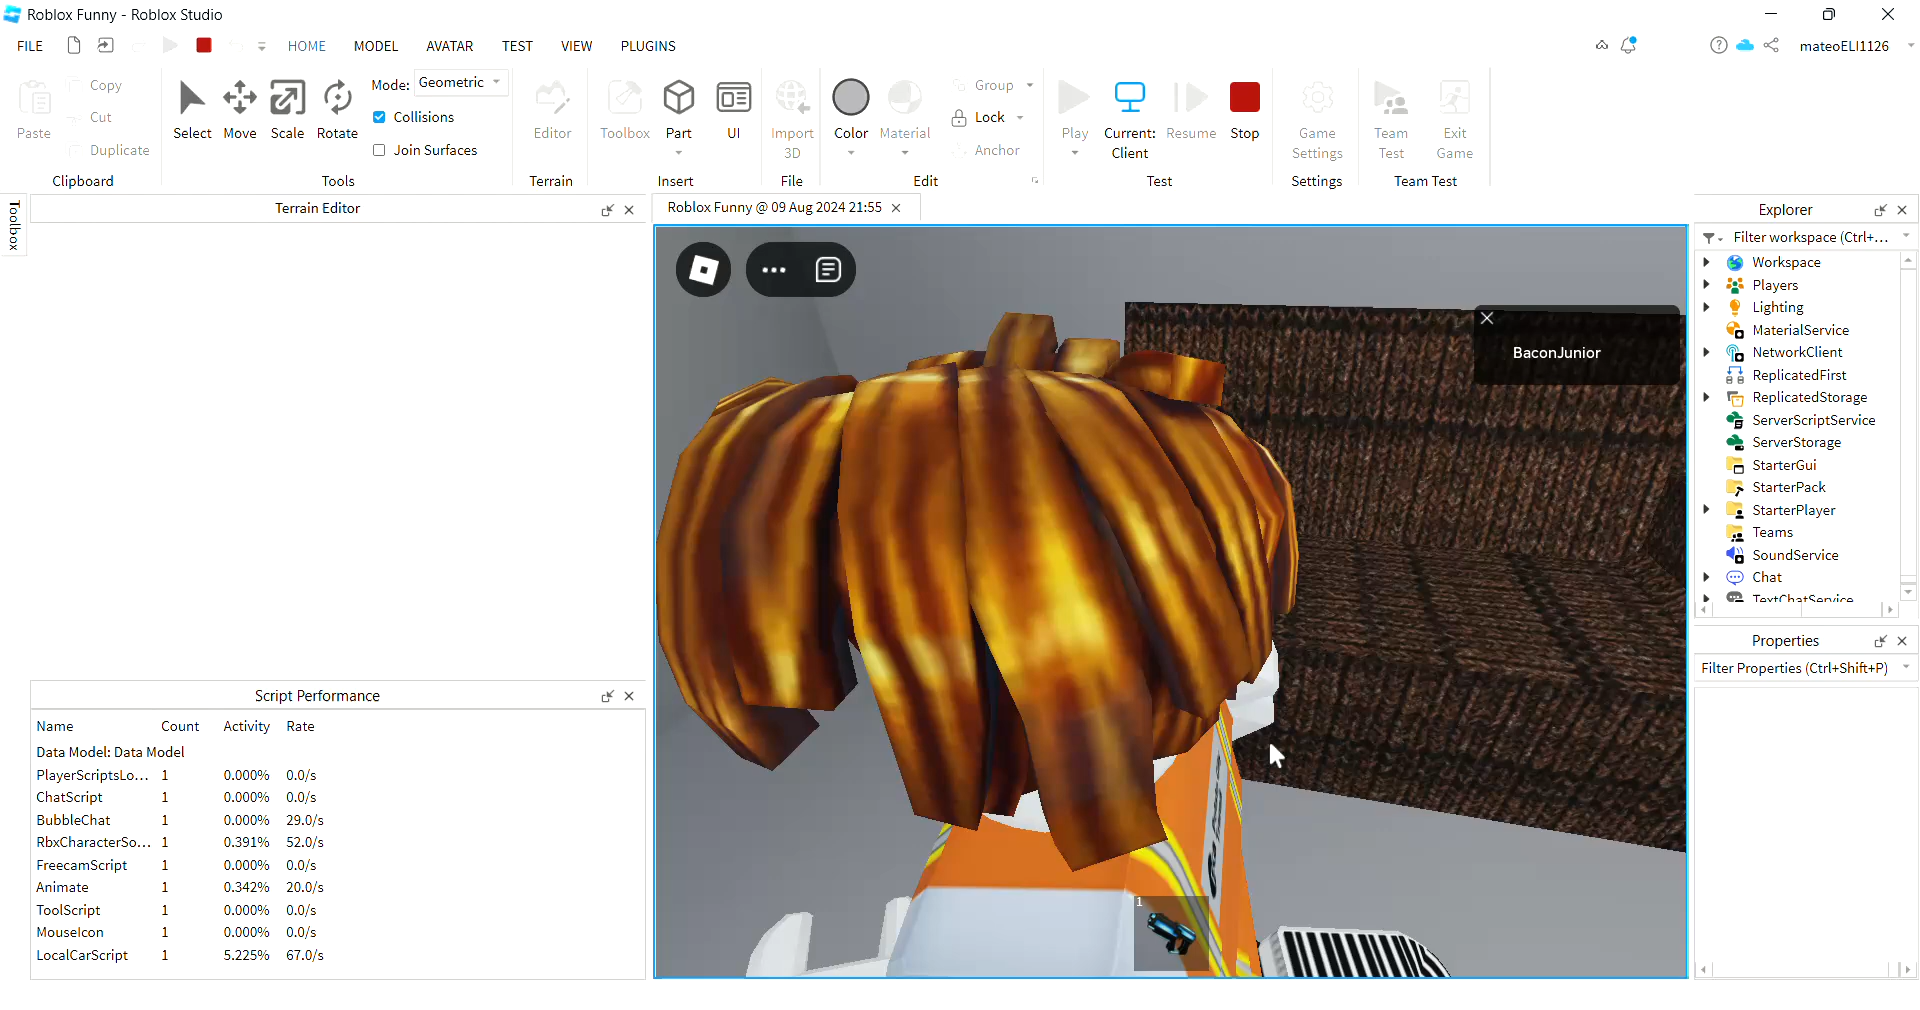 Roblox Funny - Roblox Studio
FILE HOME MODEL AVATAR TEST VIEW PLUGINS mateoELI1126
Paste Copy Cut Duplicate
Clipboard
Select Move Scale Rotate
Mode: Geometric
Collisions
Join Surfaces
Tools
Editor
Terrain
Toolbox Part UI
Insert
Import 3D
File
Color Material
Group
Lock
Anchor
Edit
Play Current: Client Resume Stop
Test
Game Settings
Settings
Team Test Exit Game
Team Test
Toolbox
Terrain Editor
Roblox Funny @ 09 Aug 2024 21:55
BaconJunior
1
Script Performance
Name Count Activity Rate
Data Model: Data Model
PlayerScriptsLo... 1 0.000% 0.0/s
ChatScript 1 0.000% 0.0/s
BubbleChat 1 0.000% 29.0/s
RbxCharacterSo... 1 0.391% 52.0/s
FreecamScript 1 0.000% 0.0/s
Animate 1 0.342% 20.0/s
ToolScript 1 0.000% 0.0/s
MouseIcon 1 0.000% 0.0/s
LocalCarScript 1 5.225% 67.0/s
Explorer
Filter workspace (Ctrl+...
Workspace
Players
Lighting
MaterialService
NetworkClient
ReplicatedFirst
ReplicatedStorage
ServerScriptService
ServerStorage
StarterGui
StarterPack
StarterPlayer
Teams
SoundService
Chat
TextChatService
Properties
Filter Properties (Ctrl+Shift+P)